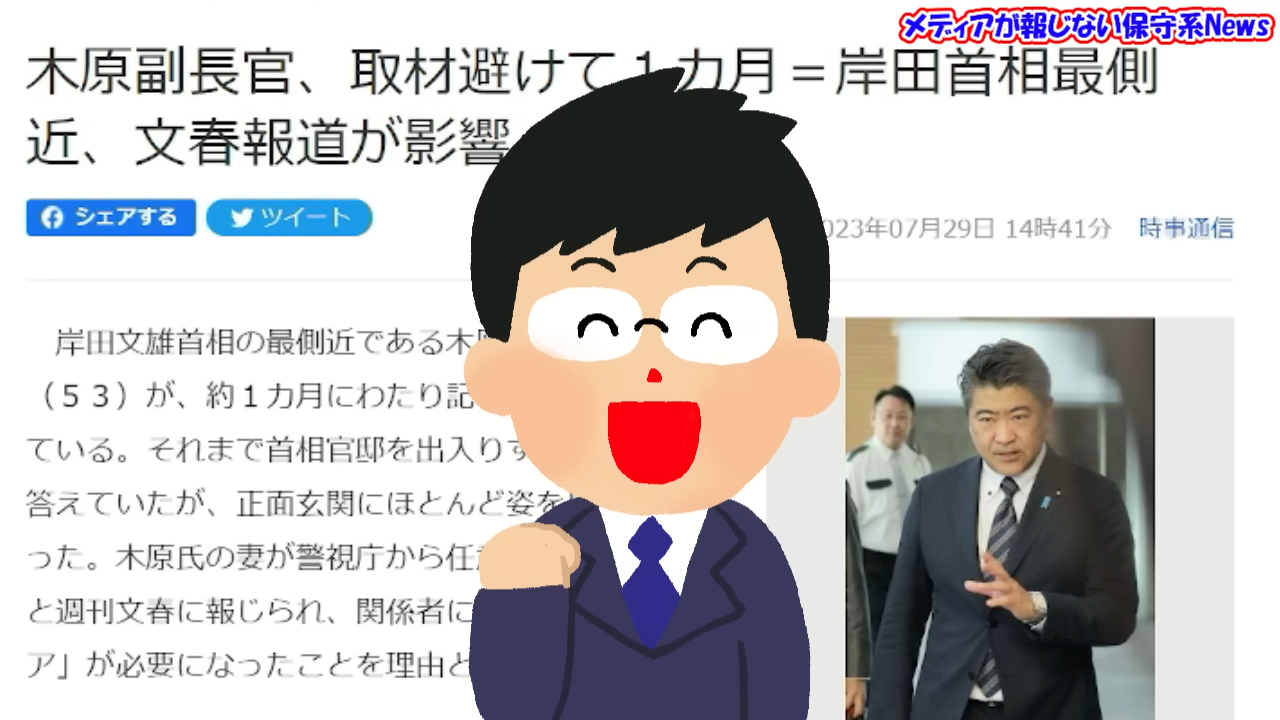 メディアが報じない保守系News
木原副長官、取材避けて１カ月＝岸田首相最側
近、文春報道が影響
シェアする
ツイート
023年07月29日 14時41分
時事通信
岸田文雄首相の最側近である木原
（５３）が、約１カ月にわたり記
ている。それまで首相官邸を出入りす
答えていたが、正面玄関にほとんど姿を
った。木原氏の妻が警視庁から任意
と週刊文春に報じられ、関係者に
ア」が必要になったことを理由と